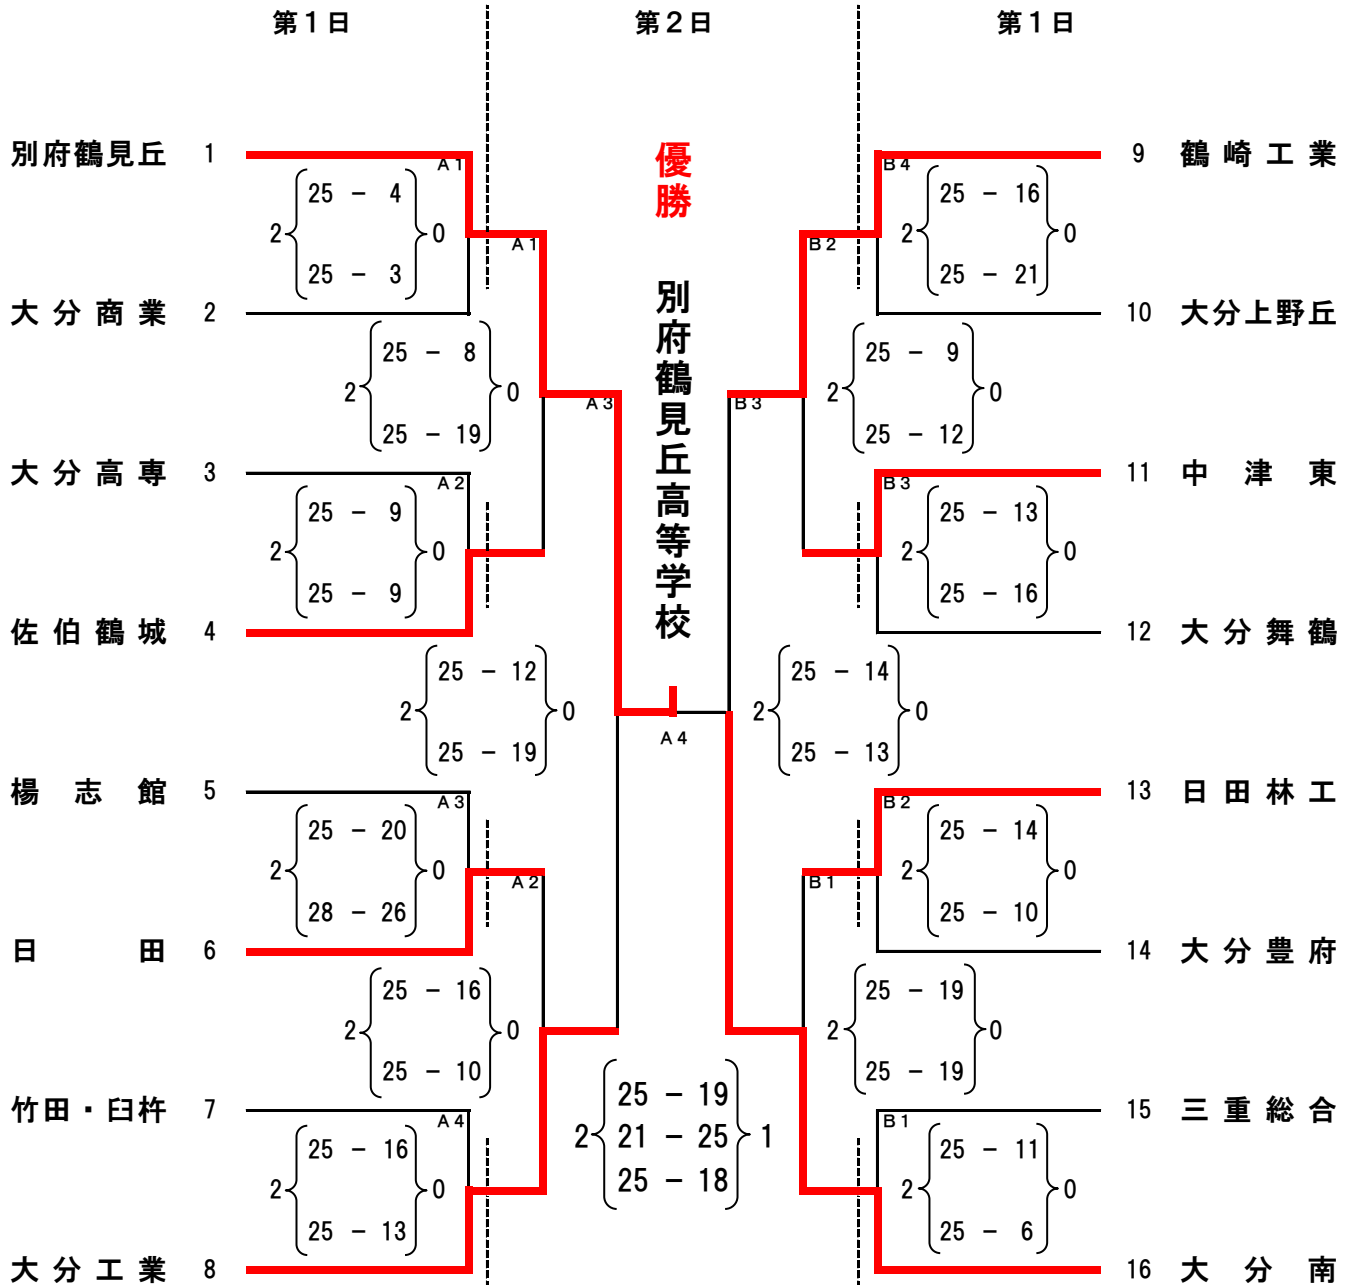 第1日 第2日 第1日
優勝 別府鶴見丘高等学校
別府鶴見丘 1
A1
2 25 － 4 0
25 － 3
大分商業 2
A1
2 25 － 8 0
25 － 19
大分高専 3
A2
2 25 － 9 0
25 － 9
佐伯鶴城 4
A3
2 25 － 12 0
25 － 19
楊志館 5
A3
2 25 － 20 0
28 － 26
日田 6
A2
2 25 － 16 0
25 － 10
竹田・臼杵 7
A4
2 25 － 16 0
25 － 13
大分工業 8
A4
25 － 19
2 21 － 25 1
25 － 18
9 鶴崎工業
B4
2 25 － 16 0
25 － 21
10 大分上野丘
B2
2 25 － 9 0
25 － 12
11 中津東
B3
2 25 － 13 0
25 － 16
12 大分舞鶴
B3
2 25 － 14 0
25 － 13
13 日田林工
B2
2 25 － 14 0
25 － 10
14 大分豊府
B1
2 25 － 19 0
25 － 19
15 三重総合
B1
2 25 － 11 0
25 － 6
16 大分南